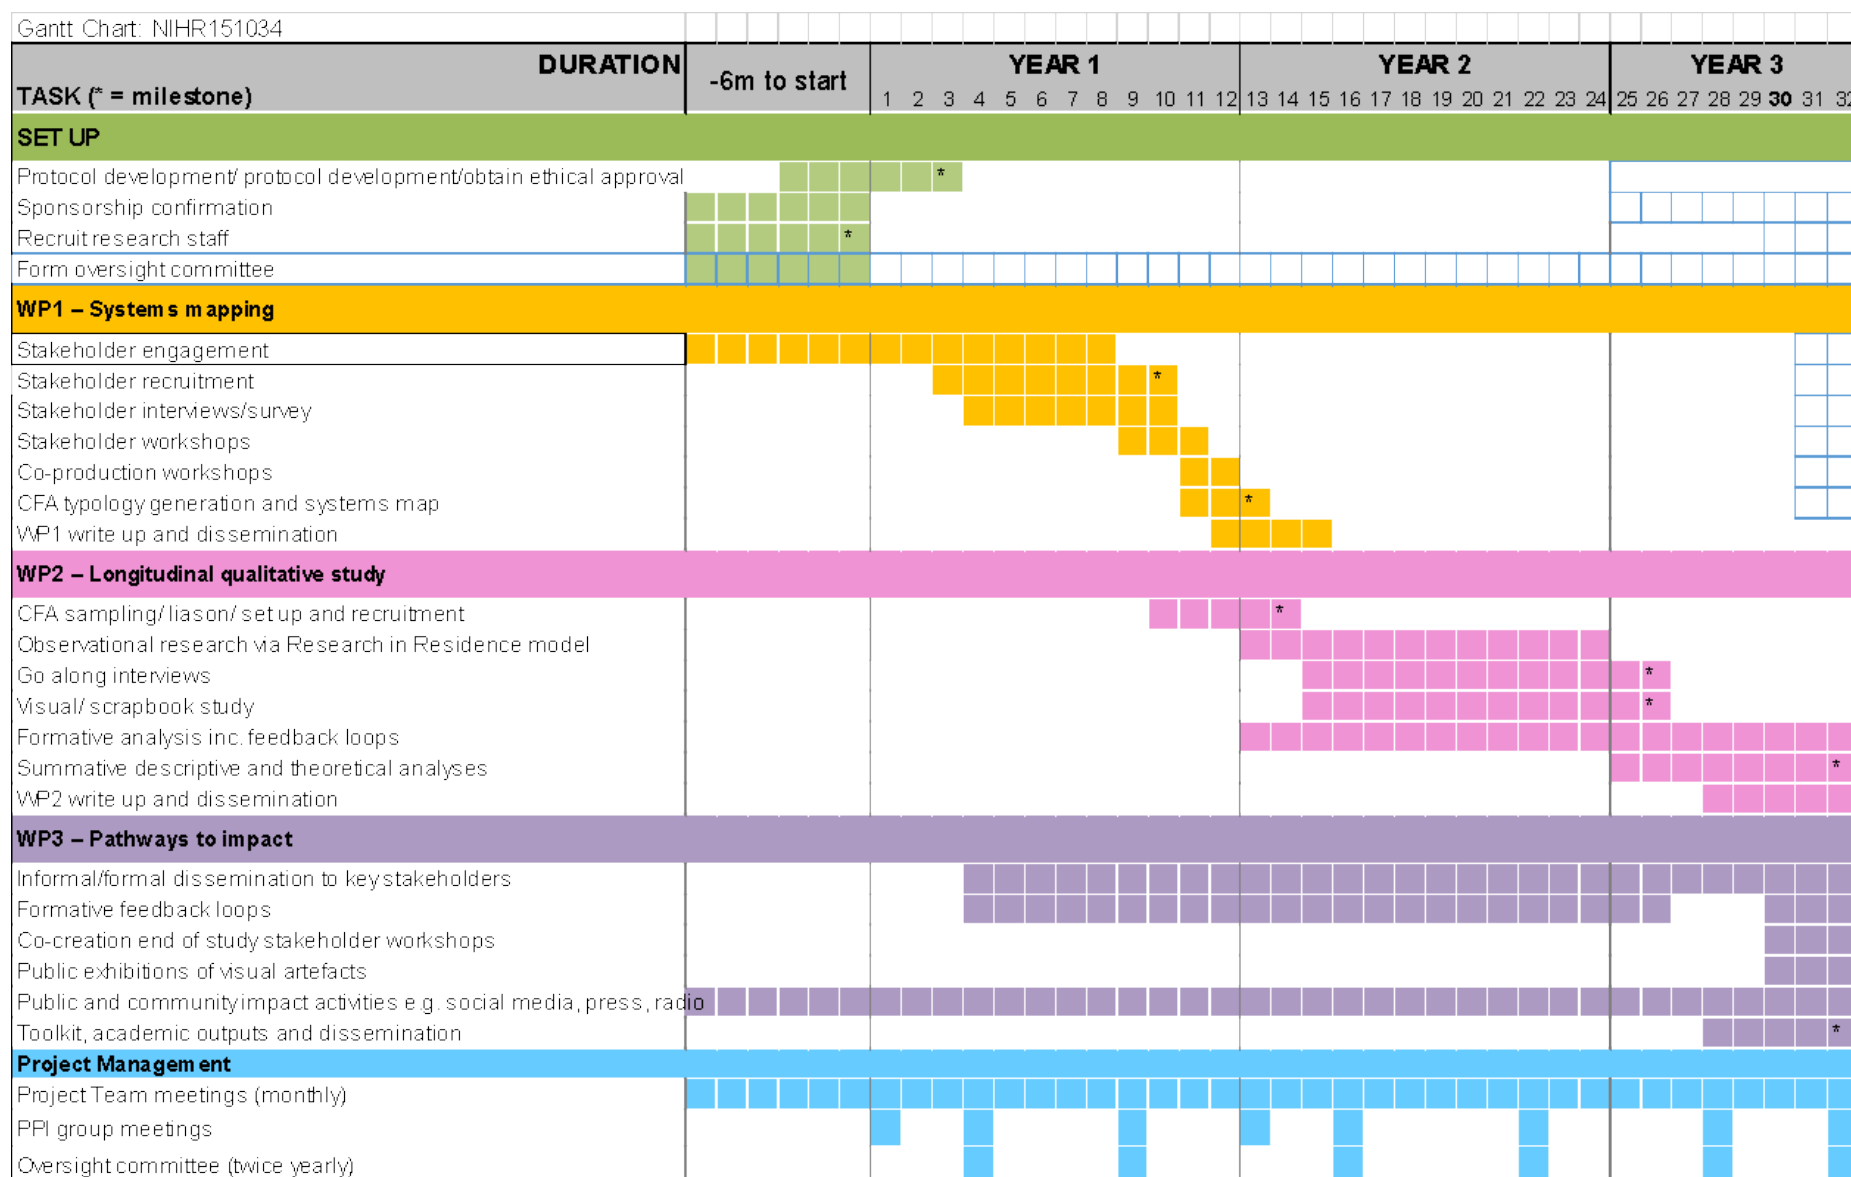 Gantt Chart: NIHR151034
DURATION
-6m to start
YEAR 1
YEAR 2
YEAR 3
TASK (* = milestone)
1 2 3 4 5 6 7 8 9 10 11 12 13 14 15 16 17 18 19 20 21 22 23 24 25 26 27 28 29 30 31 32
SET UP
Protocol development/ protocol development/obtain ethical approval *
Sponsorship confirmation
Recruit research staff *
Form oversight committee
WP1 – Systems mapping
Stakeholder engagement
Stakeholder recruitment *
Stakeholder interviews/survey
Stakeholder workshops
Co-production workshops
CFA typology generation and systems map *
WP1 write up and dissemination
WP2 – Longitudinal qualitative study
CFA sampling/ liason/ set up and recruitment *
Observational research via Research in Residence model
Go along interviews *
Visual/ scrapbook study *
Formative analysis inc. feedback loops
Summative descriptive and theoretical analyses *
WP2 write up and dissemination
WP3 – Pathways to impact
Informal/formal dissemination to key stakeholders
Formative feedback loops
Co-creation end of study stakeholder workshops
Public exhibitions of visual artefacts
Public and community impact activities e.g. social media, press, radio
Toolkit, academic outputs and dissemination *
Project Management
Project Team meetings (monthly)
PPI group meetings
Oversight committee (twice yearly)